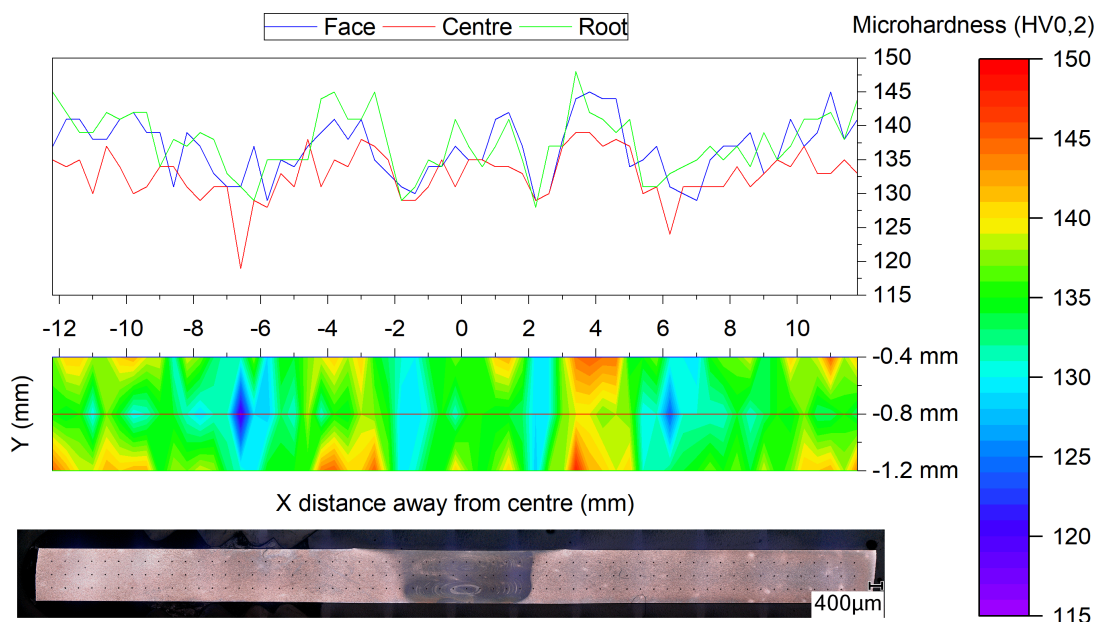 Face Centre Root
Microhardness (HV0,2)
150
145
140
135
130
125
120
115
-12 -10 -8 -6 -4 -2 0 2 4 6 8 10
Y (mm)
-0.4 mm
-0.8 mm
-1.2 mm
X distance away from centre (mm)
400µm
150
145
140
135
130
125
120
115